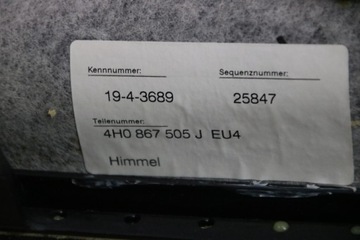 Kennnummer: Sequenznummer:
19-4-3689 25847
Teilenummer:
4H0 867 505 J EU4
Himmel